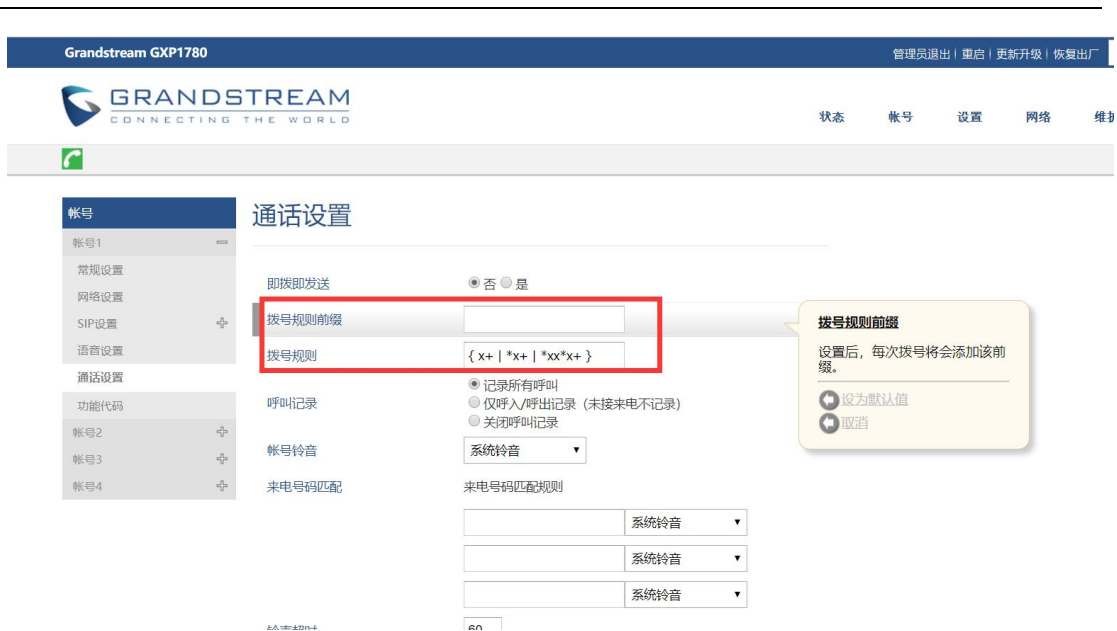 Grandstream GXP1780
管理员退出 | 重启 | 更新升级 | 恢复出厂
GRANDSTREAM
CONNECTING THE WORLD
状态 帐号 设置 网络 维护
帐号
帐号1
常规设置
网络设置
SIP设置
语音设置
通话设置
功能代码
帐号2
帐号3
帐号4
通话设置
即拨即发送 否 是
拨号规则前缀
拨号规则 { x+ | *x+ | *xx*x+ }
呼叫记录
记录所有呼叫
仅呼入/呼出记录（未接来电不记录）
关闭呼叫记录
帐号铃音 系统铃音
来电号码匹配 来电号码匹配规则
系统铃音
系统铃音
系统铃音
60
拨号规则前缀
设置后，每次拨号将会添加该前
缀。
设为默认值
取消